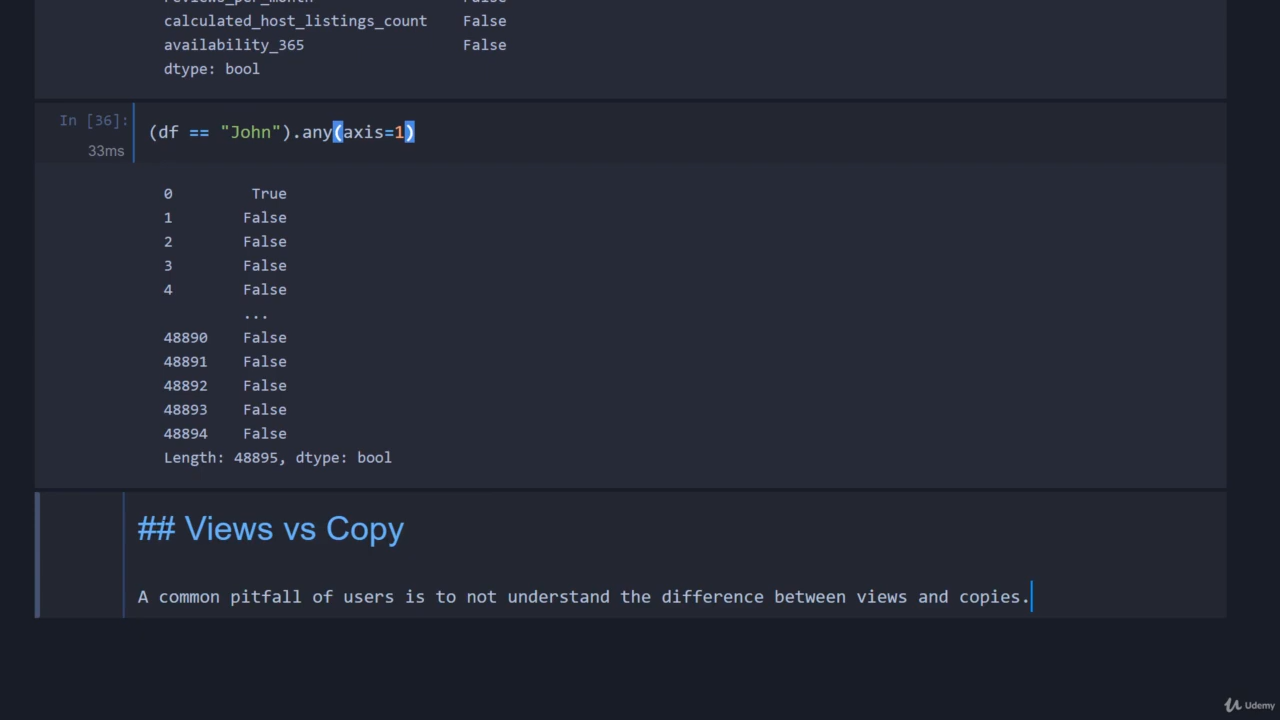 calculated_host_listings_count False
availability_365 False
dtype: bool
In [36]: (df == "John").any(axis=1)
33ms
0 True
1 False
2 False
3 False
4 False
...
48890 False
48891 False
48892 False
48893 False
48894 False
Length: 48895, dtype: bool
## Views vs Copy
A common pitfall of users is to not understand the difference between views and copies.
Udemy